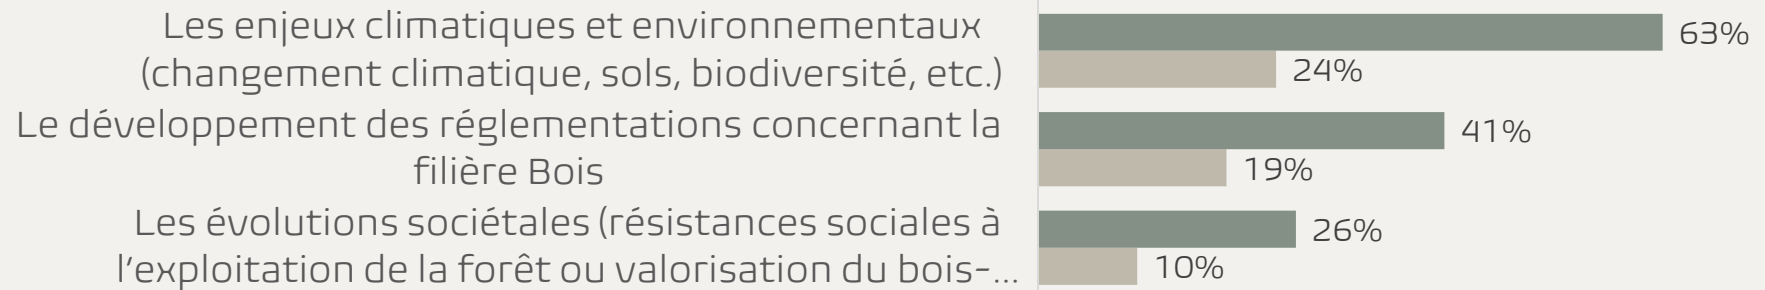 Les enjeux climatiques et environnementaux
(changement climatique, sols, biodiversité, etc.)
63%
24%
Le développement des réglementations concernant la
filière Bois
41%
19%
Les évolutions sociétales (résistances sociales à
l'exploitation de la forêt ou valorisation du bois-...
26%
10%